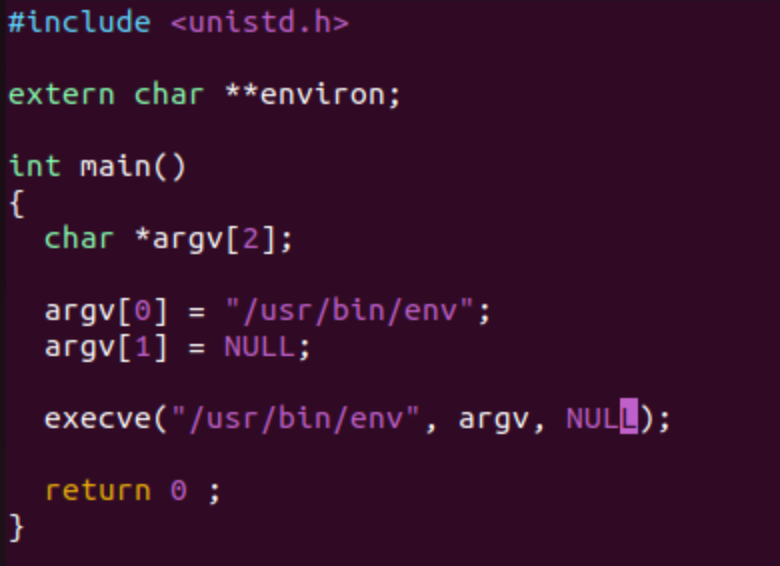 #include <unistd.h>
extern char **environ;
int main()
{
  char *argv[2];
  argv[0] = "/usr/bin/env";
  argv[1] = NULL;
  execve("/usr/bin/env", argv, NULL);
  return 0 ;
}